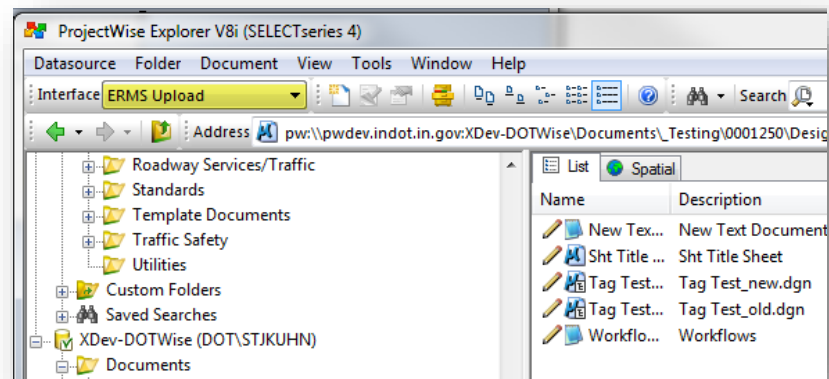 ProjectWise Explorer V8i (SELECTseries 4)
Datasource Folder Document View Tools Window Help
Interface ERMS Upload Search
Address pw:\\pwdev.indot.in.gov:XDev-DOTWise\Documents\_Testing\0001250\Desig
Roadway Services/Traffic
Standards
Template Documents
Traffic Safety
Utilities
Custom Folders
Saved Searches
XDev-DOTWise (DOT\STJKUHN)
Documents
List Spatial
Name Description
New Tex... New Text Document
Sht Title ... Sht Title Sheet
Tag Test... Tag Test_new.dgn
Tag Test... Tag Test_old.dgn
Workflo... Workflows